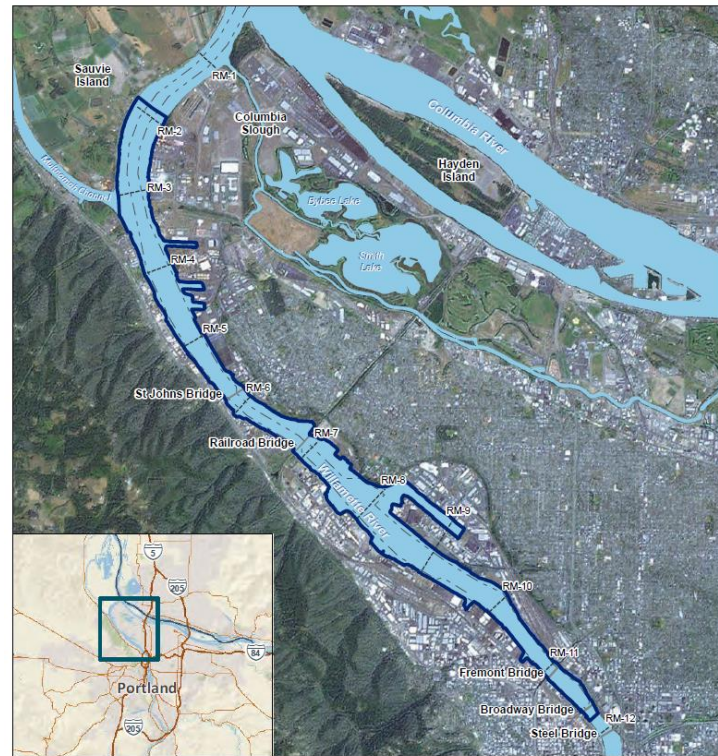 RM-1
Sauvie
Island
Columbia
Slough
Columbia River
RM-2
Hayden
Island
Multnomah Channel
RM-3
Bybee Lake
Smith
Lake
RM-4
RM-5
RM-6
St Johns Bridge
RM-7
Railroad Bridge
RM-8
Willamette River
RM-9
RM-10
RM-11
Fremont Bridge
Broadway Bridge
RM-12
Steel Bridge
5
205
84
Portland
205